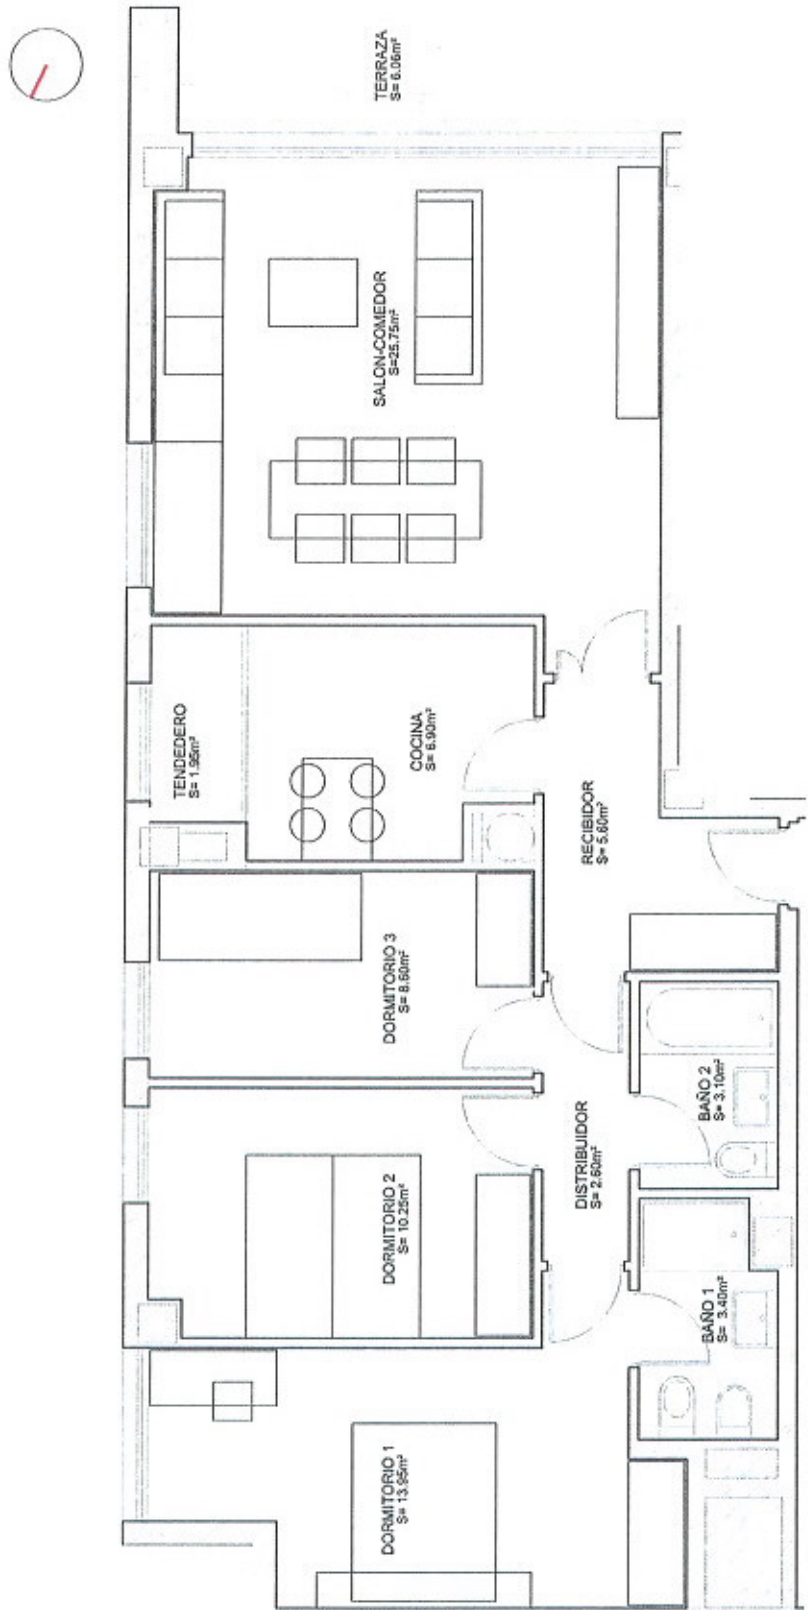 TERRAZA
S= 6.06m²
SALON-COMEDOR
S=25.75m²
TENDEDERO
S= 1.95m²
COCINA
S= 6.90m²
RECIBIDOR
S= 5.60m²
DORMITORIO 3
S= 8.60m²
DISTRIBUIDOR
S= 2.60m²
BAÑO 2
S= 3.10m²
DORMITORIO 2
S= 10.25m²
BAÑO 1
S= 3.40m²
DORMITORIO 1
S= 13.95m²